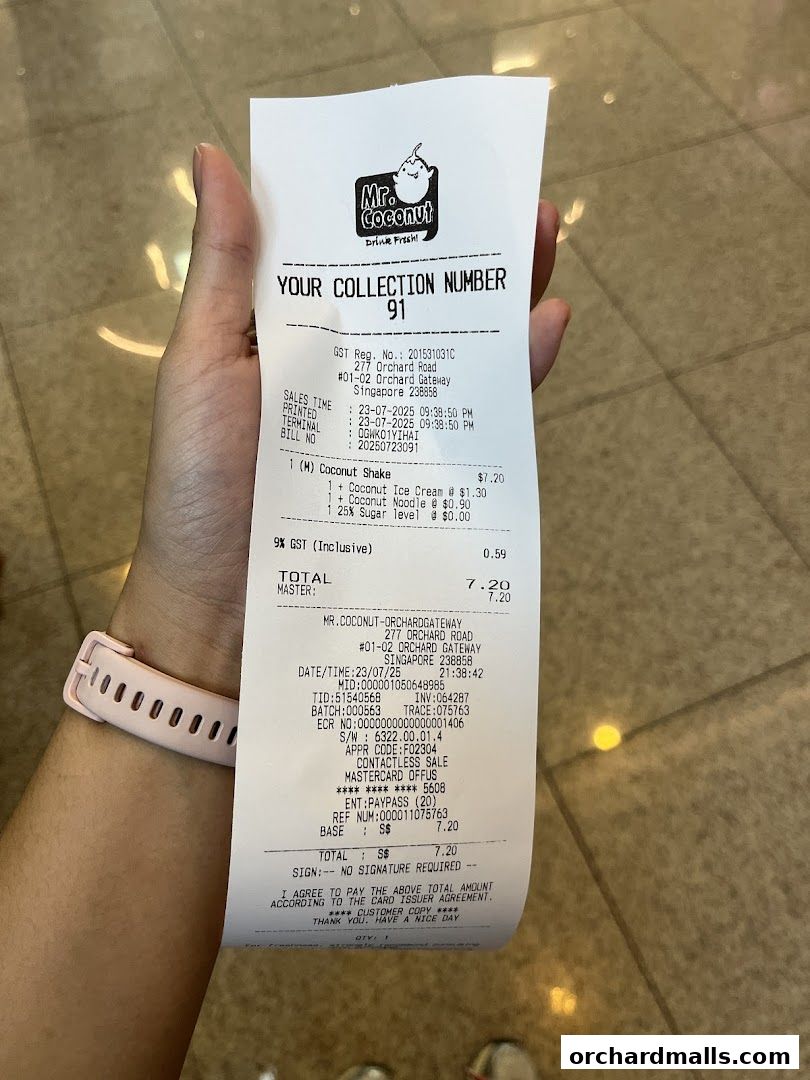 Mr.
Coconut
Drink Fresh!
YOUR COLLECTION NUMBER
91
GST Reg. No.: 201531031C
277 Orchard Road
#01-02 Orchard Gateway
Singapore 238858
SALES TIME : 23-07-2025 09:38:50 PM
PRINTED : 23-07-2025 09:38:50 PM
TERMINAL : OGWK01YIHAI
BILL NO : 20250723091
1 (M) Coconut Shake $7.20
1 + Coconut Ice Cream @ $1.30
1 + Coconut Noodle @ $0.90
1 25% Sugar level @ $0.00
9% GST (Inclusive) 0.59
TOTAL 7.20
MASTER: 7.20
MR.COCONUT-ORCHARDGATEWAY
277 ORCHARD ROAD
#01-02 ORCHARD GATEWAY
SINGAPORE 238858
DATE/TIME:23/07/25 21:38:42
MID:000001050648985
TID:51540568 INV:064287
BATCH:000563 TRACE:075763
ECR NO:0000000000000001406
S/W : 6322.00.01.4
APPR CODE:F02304
CONTACTLESS SALE
MASTERCARD OFFUS
**** **** **** 5608
ENT:PAYPASS (20)
REF NUM:000011075763
BASE : S$ 7.20
TOTAL : S$ 7.20
SIGN:-- NO SIGNATURE REQUIRED --
I AGREE TO PAY THE ABOVE TOTAL AMOUNT
ACCORDING TO THE CARD ISSUER AGREEMENT.
**** CUSTOMER COPY ****
THANK YOU. HAVE A NICE DAY
QTY: 1
For freshness, strongly recommend
orchardmalls.com